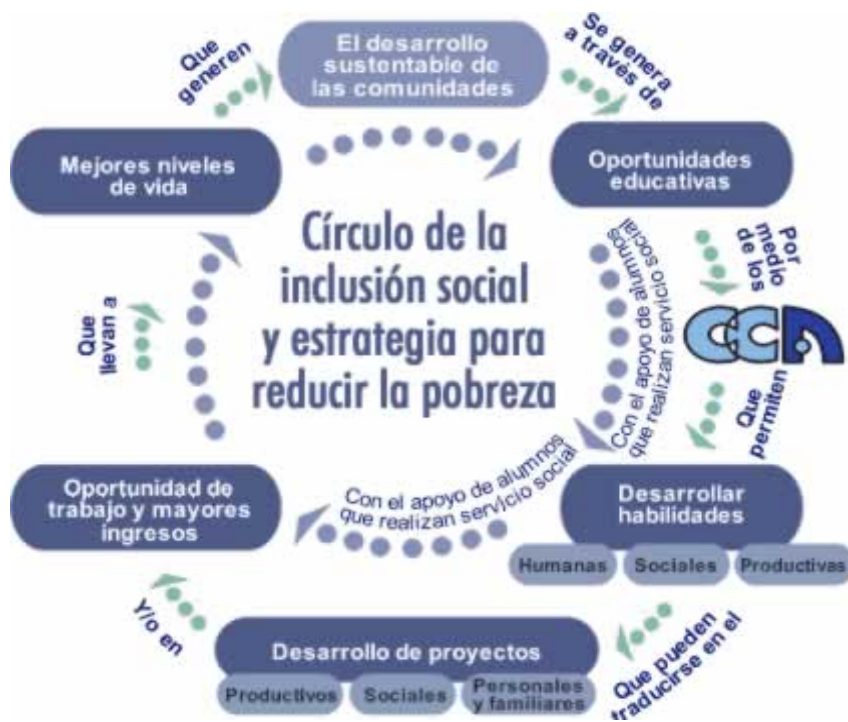 El desarrollo
sustentable de
las comunidades
Se genera
a través de
Oportunidades
educativas
Por
medio
de los
CCA
Que
permiten
Con el apoyo de alumnos
que realizan servicio social
Desarrollar
habilidades
Humanas
Sociales
Productivas
Que pueden
traducirse en el
Desarrollo de proyectos
Productivos
Sociales
Personales
y familiares
Con el apoyo de alumnos
que realizan servicio social
Y/o en
Oportunidad de
trabajo y mayores
ingresos
Que
llevan a
Mejores niveles
de vida
Que
generen
Círculo de la
inclusión social
y estrategia para
reducir la pobreza